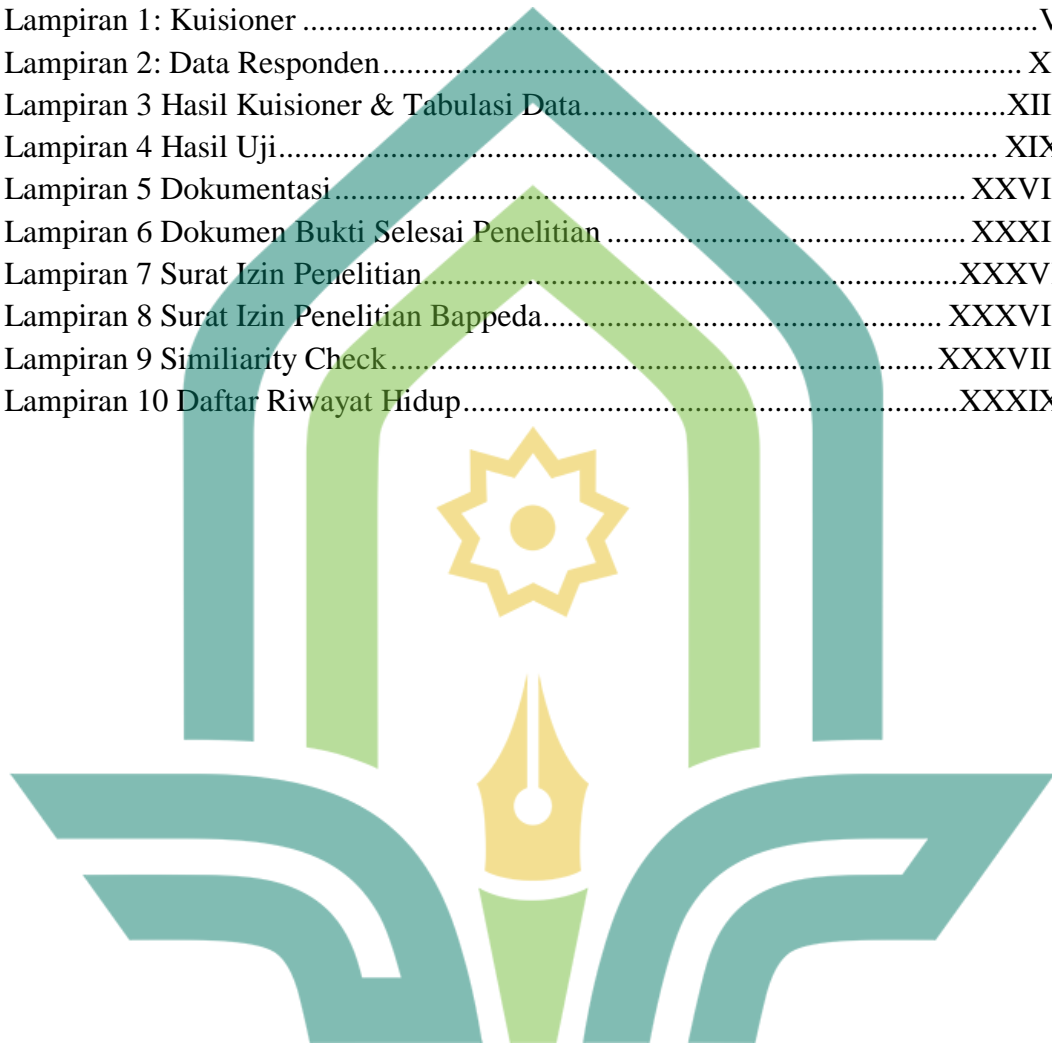 Lampiran 1: Kuisioner ..........V
Lampiran 2: Data Responden.......... X
Lampiran 3 Hasil Kuisioner & Tabulasi Data..........XII
Lampiran 4 Hasil Uji.......... XIX
Lampiran 5 Dokumentasi.......... XXVI
Lampiran 6 Dokumen Bukti Selesai Penelitian .......... XXXI
Lampiran 7 Surat Izin Penelitian..........XXXV
Lampiran 8 Surat Izin Penelitian Bappeda.......... XXXVI
Lampiran 9 Similiarity Check ..........XXXVII
Lampiran 10 Daftar Riwayat Hidup..........XXXIX